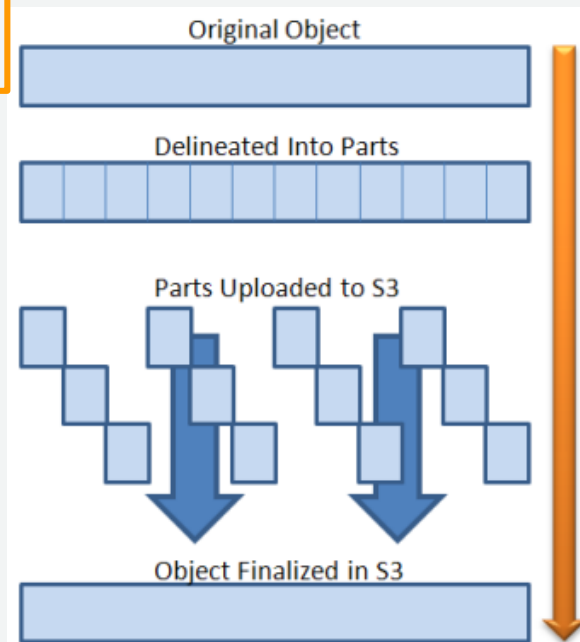 Original Object
Delineated Into Parts
Parts Uploaded to S3
Object Finalized in S3